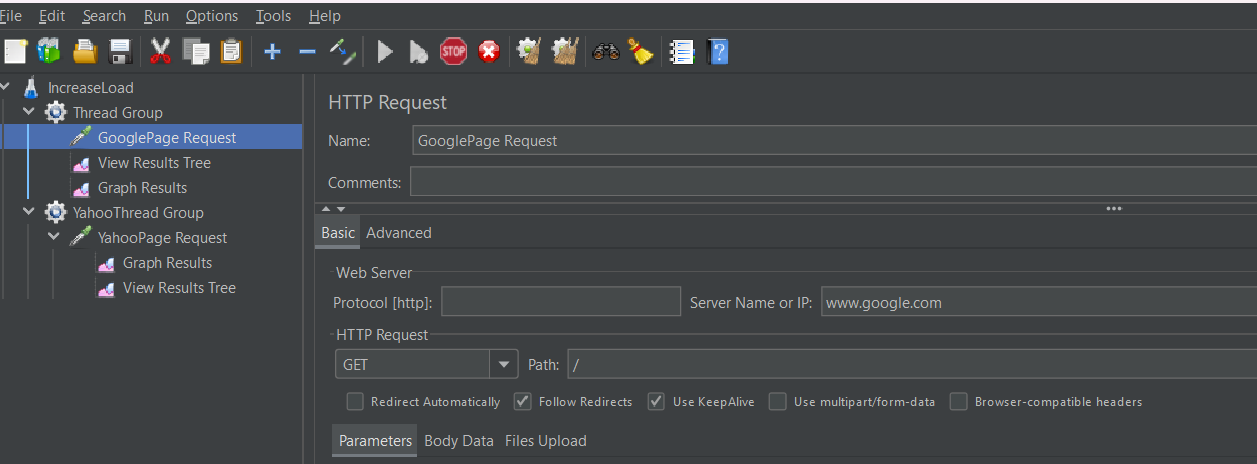 File Edit Search Run Options Tools Help
STOP
?
IncreaseLoad
Thread Group
GooglePage Request
View Results Tree
Graph Results
YahooThread Group
YahooPage Request
Graph Results
View Results Tree
HTTP Request
Name: GooglePage Request
Comments:
Basic Advanced
Web Server
Protocol [http]: Server Name or IP: www.google.com
HTTP Request
GET Path: /
Redirect Automatically Follow Redirects Use KeepAlive Use multipart/form-data Browser-compatible headers
Parameters Body Data Files Upload